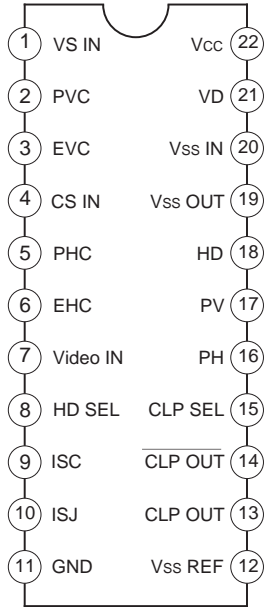 1 VS IN Vcc 22
2 PVC VD 21
3 EVC Vss IN 20
4 CS IN Vss OUT 19
5 PHC HD 18
6 EHC PV 17
7 Video IN PH 16
8 HD SEL CLP SEL 15
9 ISC CLP OUT 14
10 ISJ CLP OUT 13
11 GND Vss REF 12